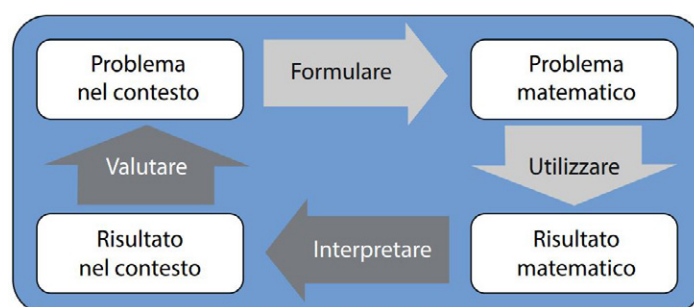 Problema
nel contesto
Formulare
Problema
matematico
Valutare
Utilizzare
Risultato
nel contesto
Interpretare
Risultato
matematico